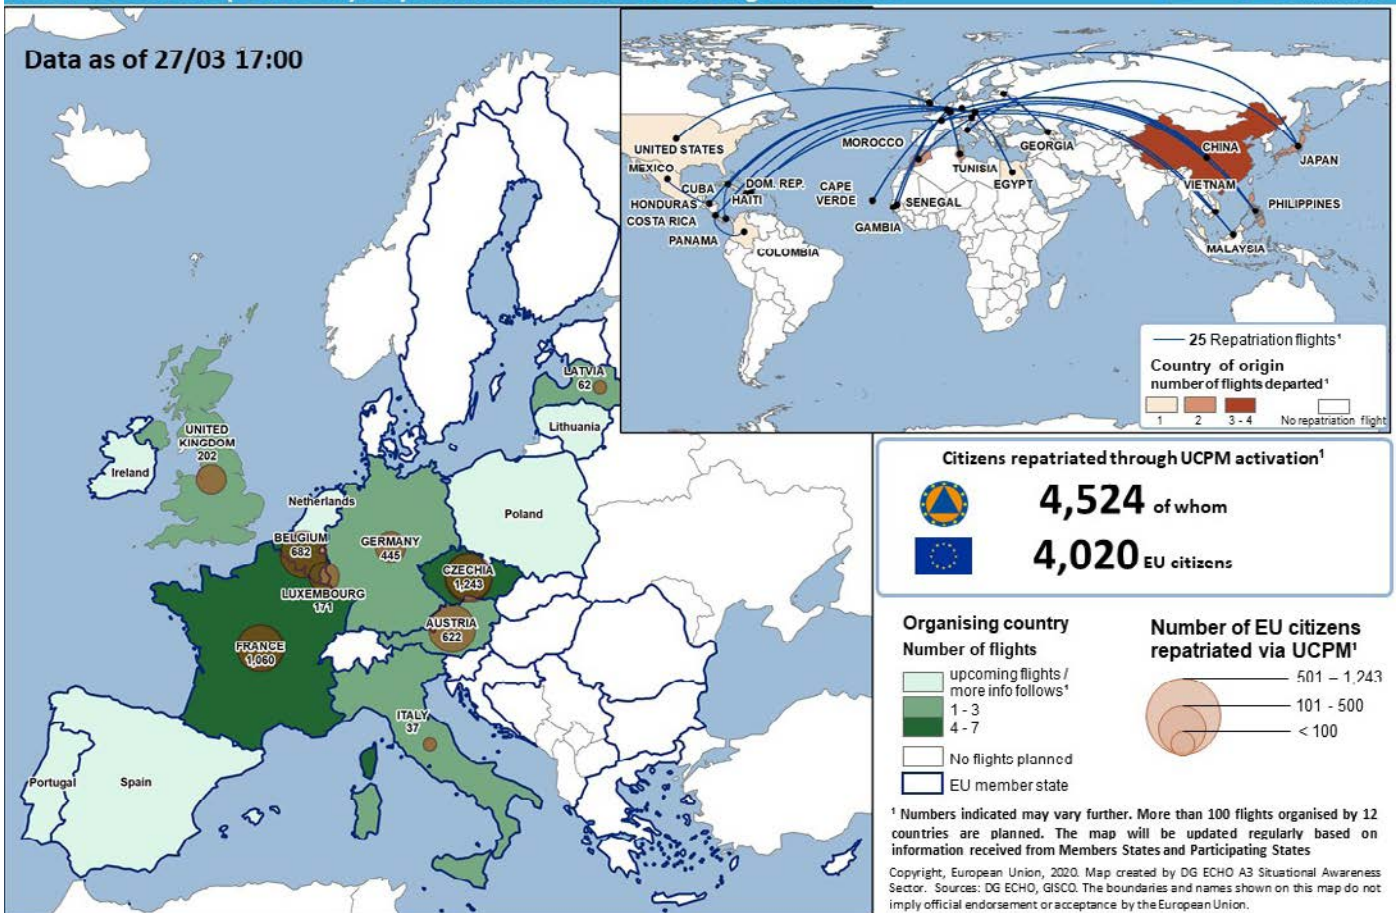 Data as of 27/03 17:00
UNITED STATES
MEXICO
CUBA
DOM. REP.
HONDURAS
HAITI
COSTA RICA
PANAMA
COLOMBIA
MOROCCO
CAPE
VERDE
GAMBIA
SENEGAL
TUNISIA
EGYPT
GEORGIA
CHINA
JAPAN
VIETNAM
PHILIPPINES
MALAYSIA
25 Repatriation flights¹
Country of origin
number of flights departed¹
1 2 3 - 4 No repatriation flight
LATVIA
62
Lithuania
UNITED
KINGDOM
202
Ireland
Netherlands
Poland
BELGIUM
682
GERMANY
445
CZECHIA
1,243
LUXEMBOURG
171
AUSTRIA
622
FRANCE
1,060
ITALY
37
Portugal
Spain
Citizens repatriated through UCPM activation¹
4,524 of whom
4,020 EU citizens
Organising country
Number of flights
upcoming flights /
more info follows¹
1 - 3
4 - 7
No flights planned
EU member state
Number of EU citizens
repatriated via UCPM¹
501 – 1,243
101 - 500
< 100
¹ Numbers indicated may vary further. More than 100 flights organised by 12
countries are planned. The map will be updated regularly based on
information received from Members States and Participating States
Copyright, European Union, 2020. Map created by DG ECHO A3 Situational Awareness
Sector. Sources: DG ECHO, GISCO. The boundaries and names shown on this map do not
imply official endorsement or acceptance by the European Union.